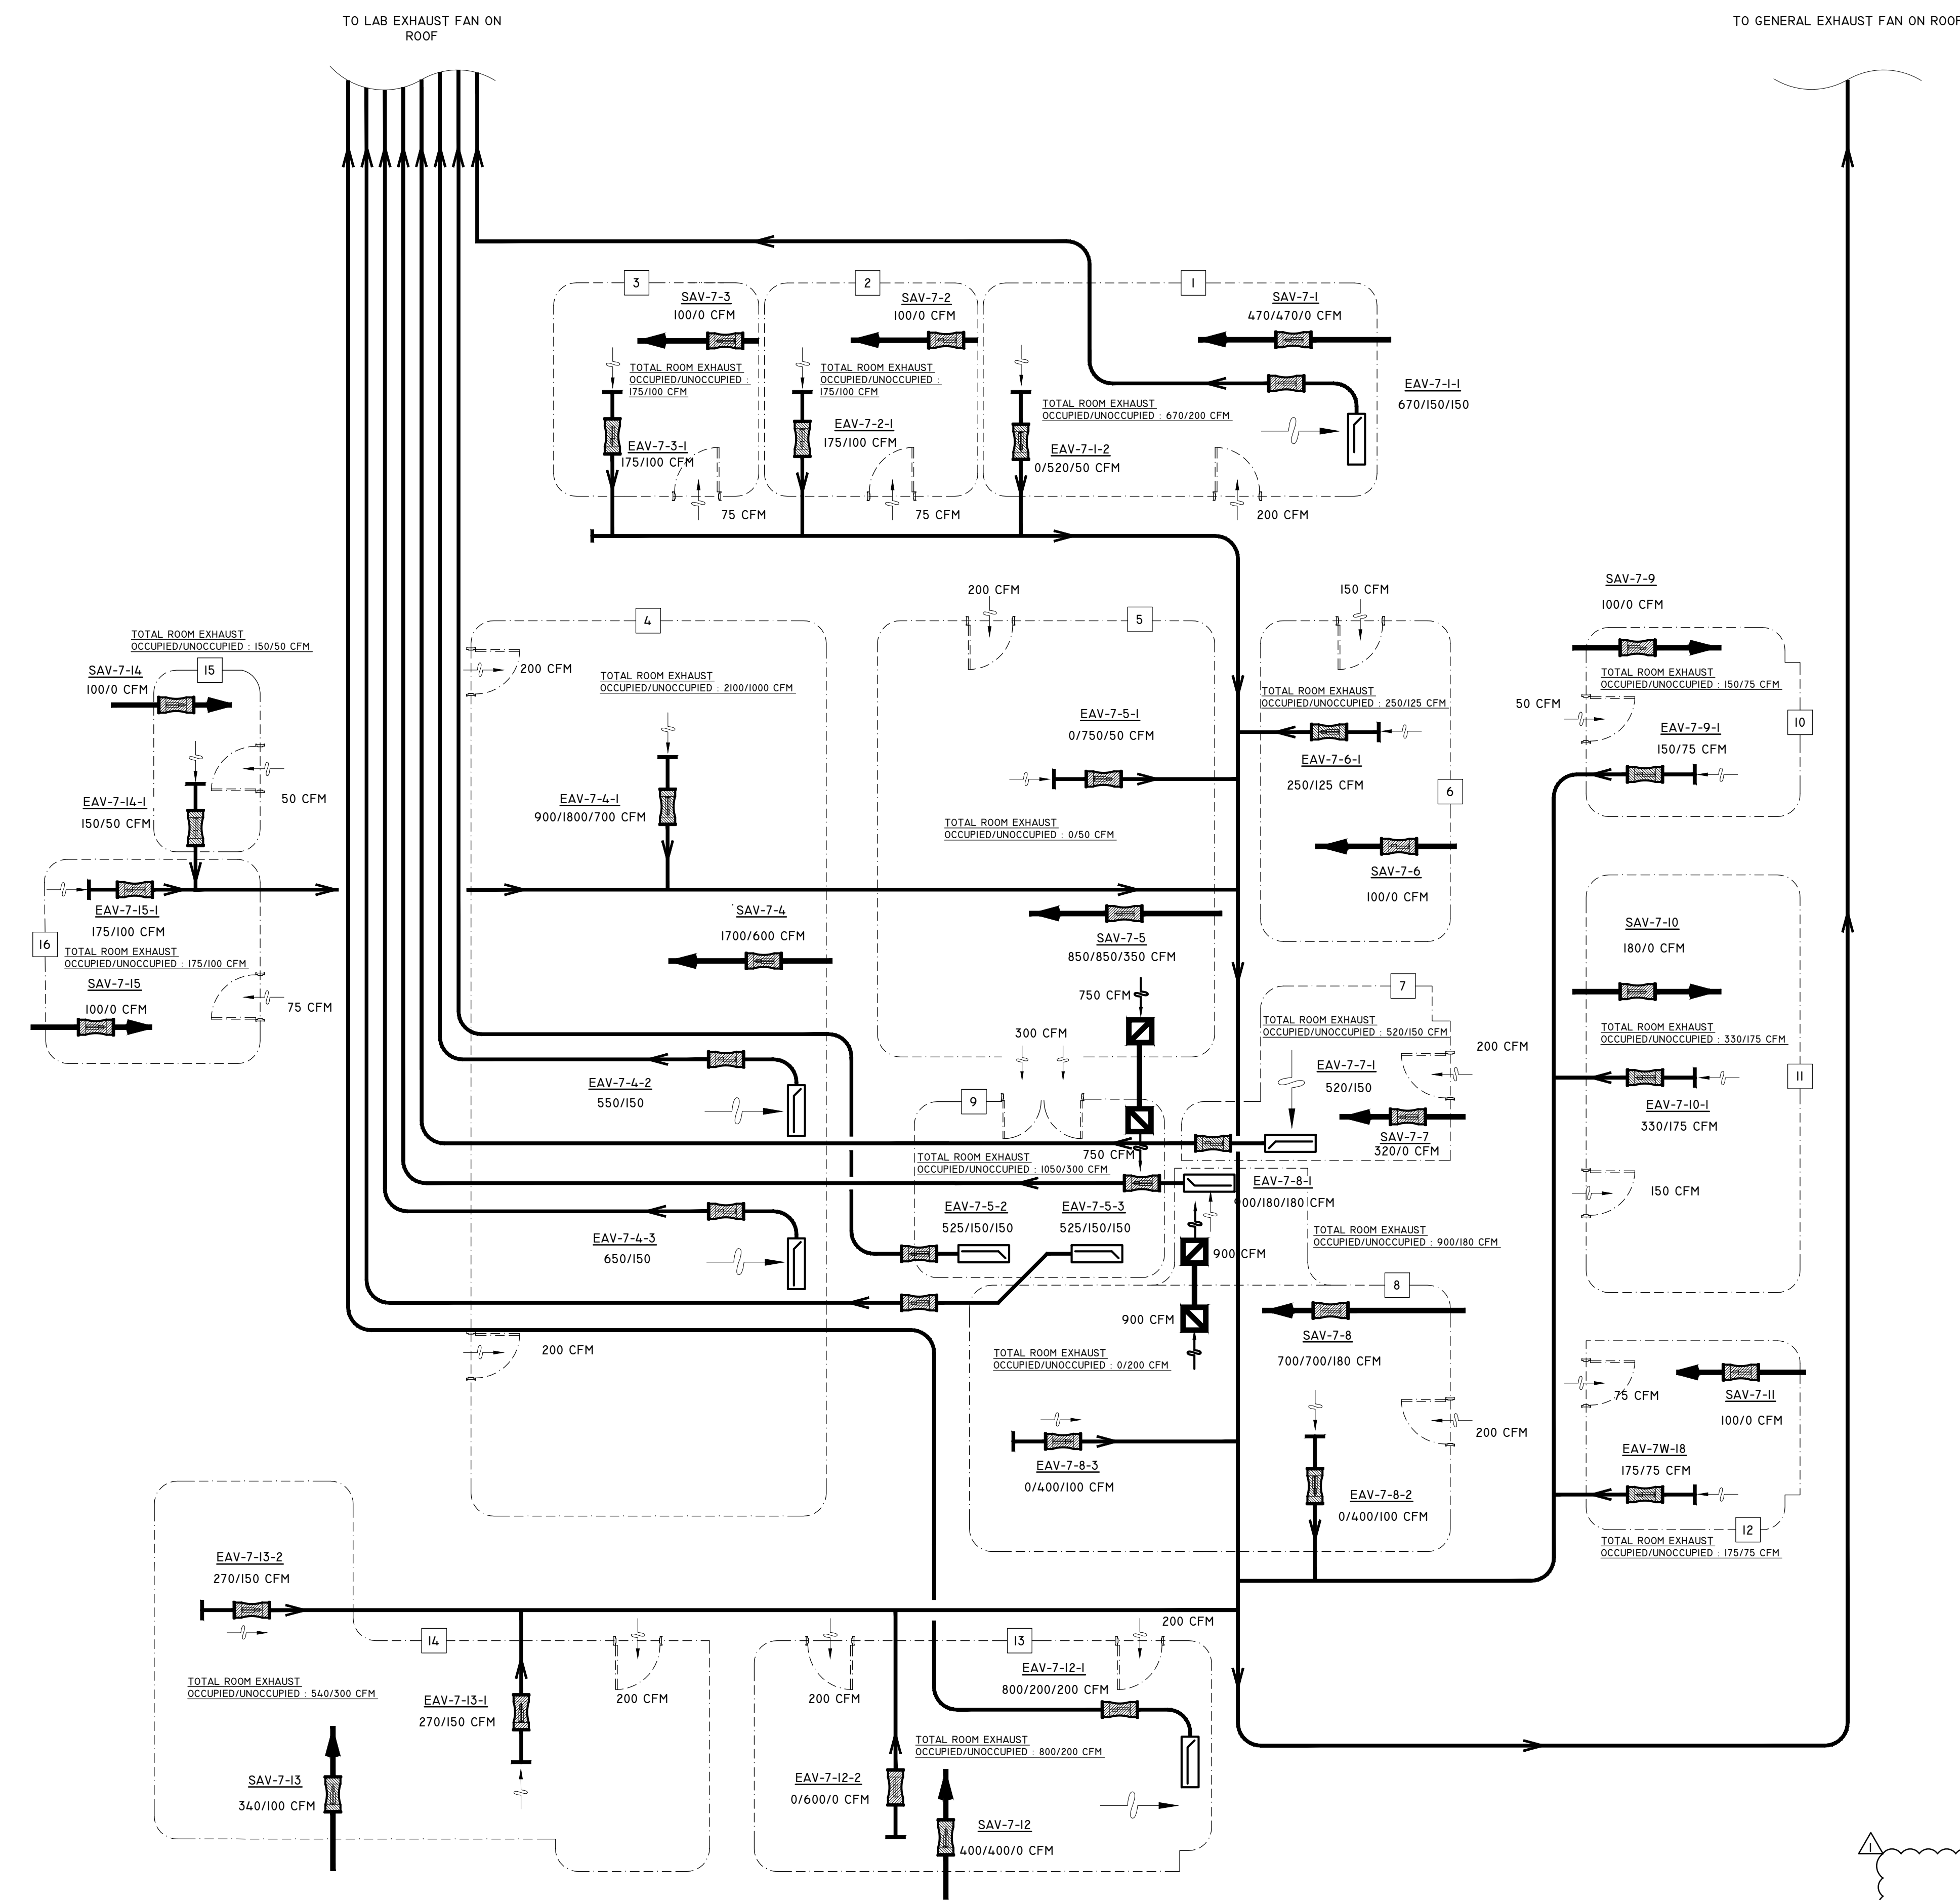 TO LAB EXHAUST FAN ON
ROOF
TO GENERAL EXHAUST FAN ON ROOF
3
SAV-7-3
100/0 CFM
TOTAL ROOM EXHAUST
OCCUPIED/UNOCCUPIED :
175/100 CFM
EAV-7-3-1
175/100 CFM
75 CFM
2
SAV-7-2
100/0 CFM
TOTAL ROOM EXHAUST
OCCUPIED/UNOCCUPIED :
175/100 CFM
EAV-7-2-1
175/100 CFM
75 CFM
1
SAV-7-1
470/470/0 CFM
EAV-7-1-1
670/150/150
TOTAL ROOM EXHAUST
OCCUPIED/UNOCCUPIED : 670/200 CFM
EAV-7-1-2
0/520/50 CFM
200 CFM
TOTAL ROOM EXHAUST
OCCUPIED/UNOCCUPIED : 150/50 CFM
15
SAV-7-14
100/0 CFM
50 CFM
EAV-7-14-1
150/50 CFM
EAV-7-15-1
175/100 CFM
16
TOTAL ROOM EXHAUST
OCCUPIED/UNOCCUPIED : 175/100 CFM
SAV-7-15
100/0 CFM
75 CFM
4
200 CFM
TOTAL ROOM EXHAUST
OCCUPIED/UNOCCUPIED : 2100/1000 CFM
EAV-7-4-1
900/1800/700 CFM
SAV-7-4
1700/600 CFM
EAV-7-4-2
550/150
EAV-7-4-3
650/150
200 CFM
200 CFM
5
EAV-7-5-1
0/750/50 CFM
TOTAL ROOM EXHAUST
OCCUPIED/UNOCCUPIED : 0/50 CFM
SAV-7-5
850/850/350 CFM
750 CFM
300 CFM
9
750 CFM
TOTAL ROOM EXHAUST
OCCUPIED/UNOCCUPIED : 1050/300 CFM
EAV-7-5-2
525/150/150
EAV-7-5-3
525/150/150
150 CFM
TOTAL ROOM EXHAUST
OCCUPIED/UNOCCUPIED : 250/125 CFM
EAV-7-6-1
250/125 CFM
6
SAV-7-6
100/0 CFM
7
TOTAL ROOM EXHAUST
OCCUPIED/UNOCCUPIED : 520/150 CFM
200 CFM
EAV-7-7-1
520/150
SAV-7-7
320/0 CFM
EAV-7-8-1
900/180/180 CFM
TOTAL ROOM EXHAUST
OCCUPIED/UNOCCUPIED : 900/180 CFM
900 CFM
8
900 CFM
SAV-7-8
700/700/180 CFM
TOTAL ROOM EXHAUST
OCCUPIED/UNOCCUPIED : 0/200 CFM
200 CFM
EAV-7-8-3
0/400/100 CFM
EAV-7-8-2
0/400/100 CFM
SAV-7-9
100/0 CFM
TOTAL ROOM EXHAUST
OCCUPIED/UNOCCUPIED : 150/75 CFM
50 CFM
10
EAV-7-9-1
150/75 CFM
SAV-7-10
180/0 CFM
TOTAL ROOM EXHAUST
OCCUPIED/UNOCCUPIED : 330/175 CFM
11
EAV-7-10-1
330/175 CFM
150 CFM
75 CFM
SAV-7-11
100/0 CFM
EAV-7W-18
175/75 CFM
12
TOTAL ROOM EXHAUST
OCCUPIED/UNOCCUPIED : 175/75 CFM
EAV-7-13-2
270/150 CFM
14
TOTAL ROOM EXHAUST
OCCUPIED/UNOCCUPIED : 540/300 CFM
EAV-7-13-1
270/150 CFM
200 CFM
SAV-7-13
340/100 CFM
13
200 CFM
200 CFM
EAV-7-12-1
800/200/200 CFM
TOTAL ROOM EXHAUST
OCCUPIED/UNOCCUPIED : 800/200 CFM
EAV-7-12-2
0/600/0 CFM
SAV-7-12
400/400/0 CFM
1